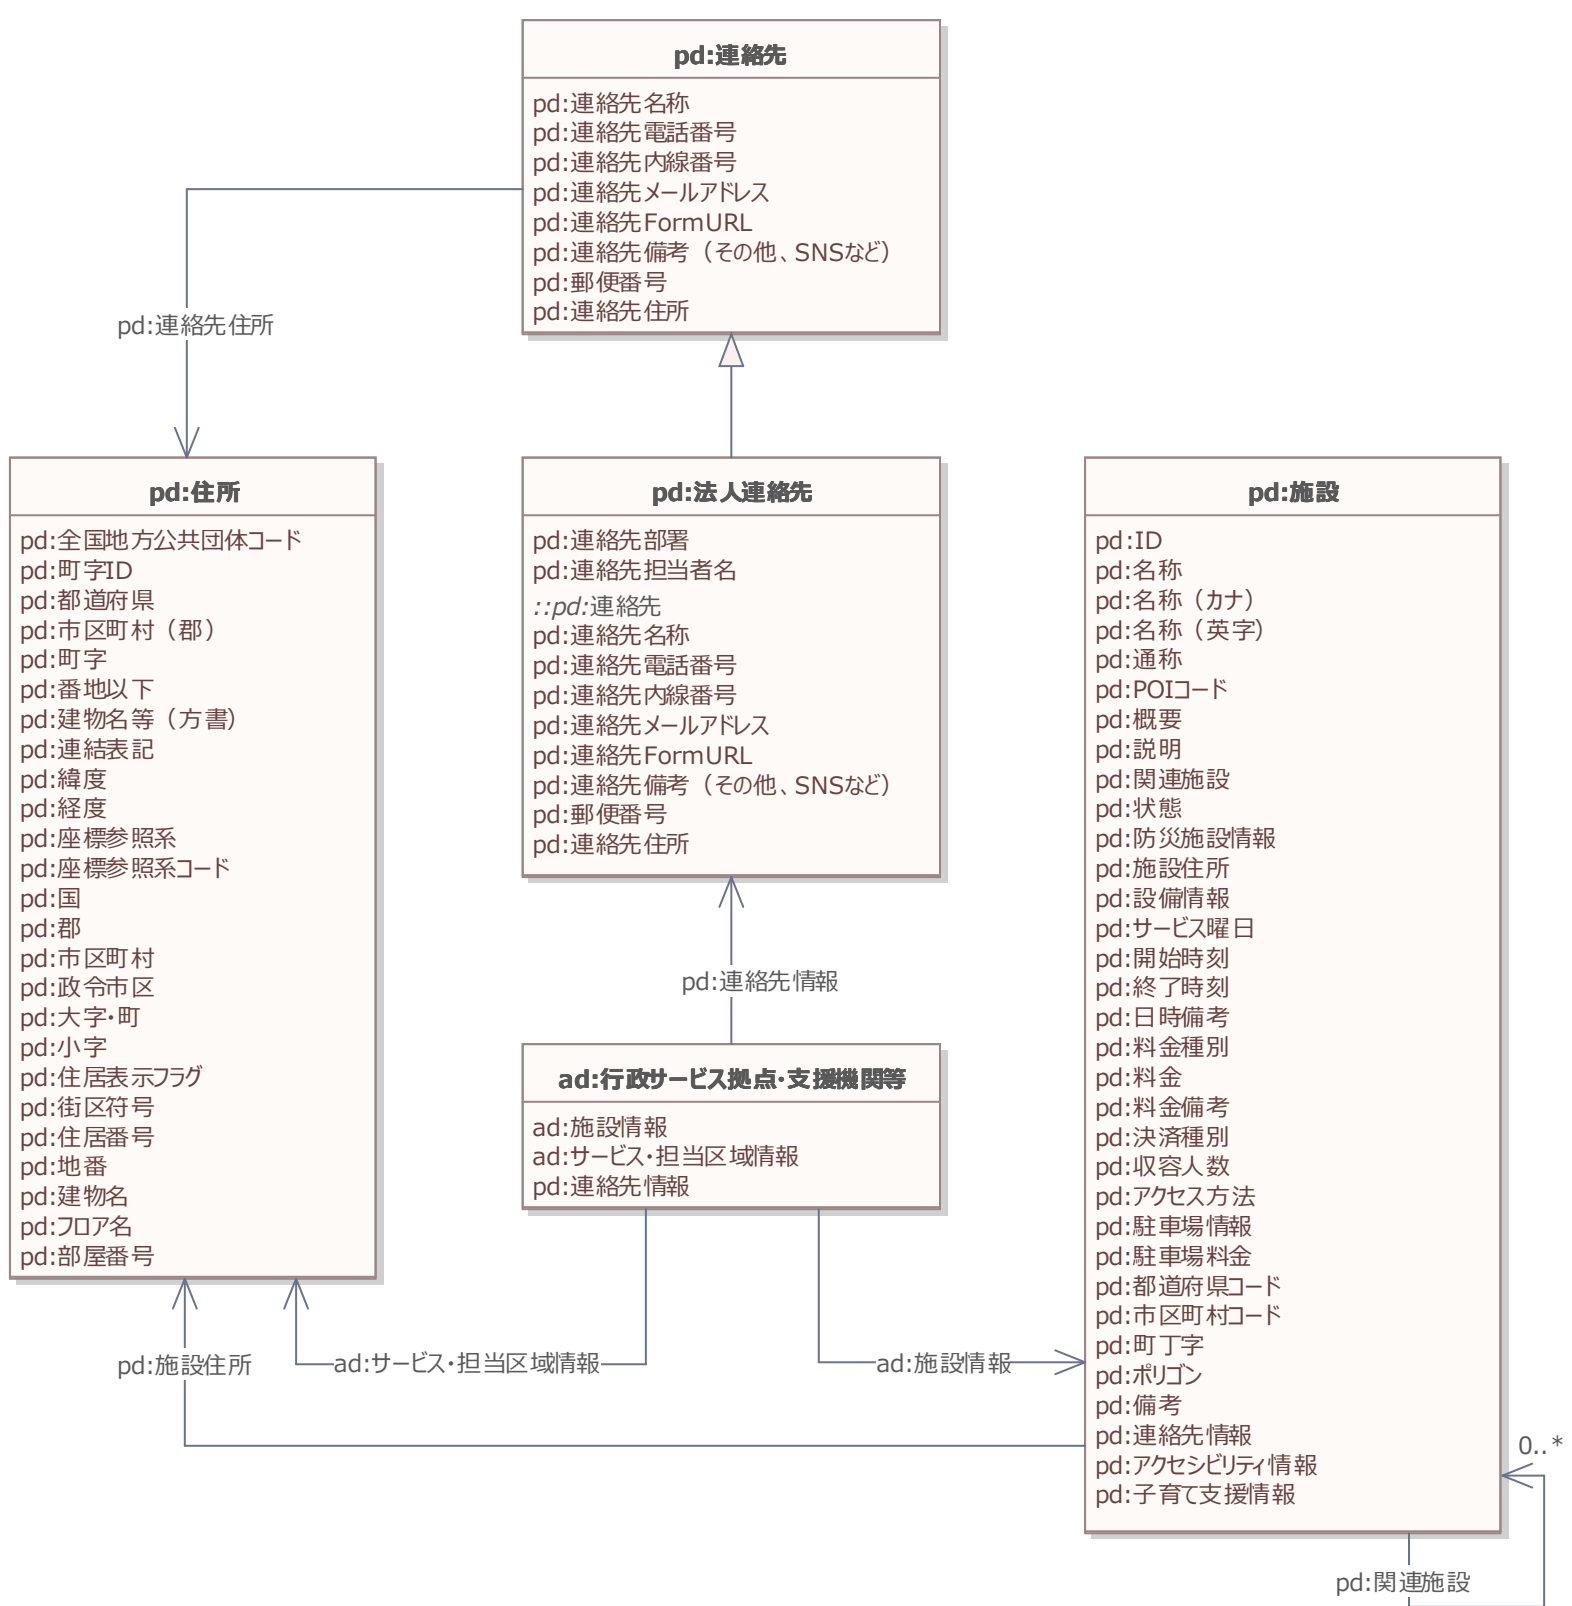 pd:連絡先
pd:連絡先名称
pd:連絡先電話番号
pd:連絡先内線番号
pd:連絡先メールアドレス
pd:連絡先FormURL
pd:連絡先備考（その他、SNSなど）
pd:郵便番号
pd:連絡先住所
pd:連絡先住所
pd:住所
pd:全国地方公共団体コード
pd:町字ID
pd:都道府県
pd:市区町村（郡）
pd:町字
pd:番地以下
pd:建物名等（方書）
pd:連結表記
pd:緯度
pd:経度
pd:座標参照系
pd:座標参照系コード
pd:国
pd:郡
pd:市区町村
pd:政令市区
pd:大字・町
pd:小字
pd:住居表示フラグ
pd:街区符号
pd:住居番号
pd:地番
pd:建物名
pd:フロア名
pd:部屋番号
pd:法人連絡先
pd:連絡先部署
pd:連絡先担当者名
::pd:連絡先
pd:連絡先名称
pd:連絡先電話番号
pd:連絡先内線番号
pd:連絡先メールアドレス
pd:連絡先FormURL
pd:連絡先備考（その他、SNSなど）
pd:郵便番号
pd:連絡先住所
pd:連絡先情報
ad:行政サービス拠点・支援機関等
ad:施設情報
ad:サービス・担当区域情報
pd:連絡先情報
pd:施設
pd:ID
pd:名称
pd:名称（カナ）
pd:名称（英字）
pd:通称
pd:POIコード
pd:概要
pd:説明
pd:関連施設
pd:状態
pd:防災施設情報
pd:施設住所
pd:設備情報
pd:サービス曜日
pd:開始時刻
pd:終了時刻
pd:日時備考
pd:料金種別
pd:料金
pd:料金備考
pd:決済種別
pd:収容人数
pd:アクセス方法
pd:駐車場情報
pd:駐車場料金
pd:都道府県コード
pd:市区町村コード
pd:町丁字
pd:ポリゴン
pd:備考
pd:連絡先情報
pd:アクセシビリティ情報
pd:子育て支援情報
pd:施設住所
ad:サービス・担当区域情報
ad:施設情報
0..*
pd:関連施設